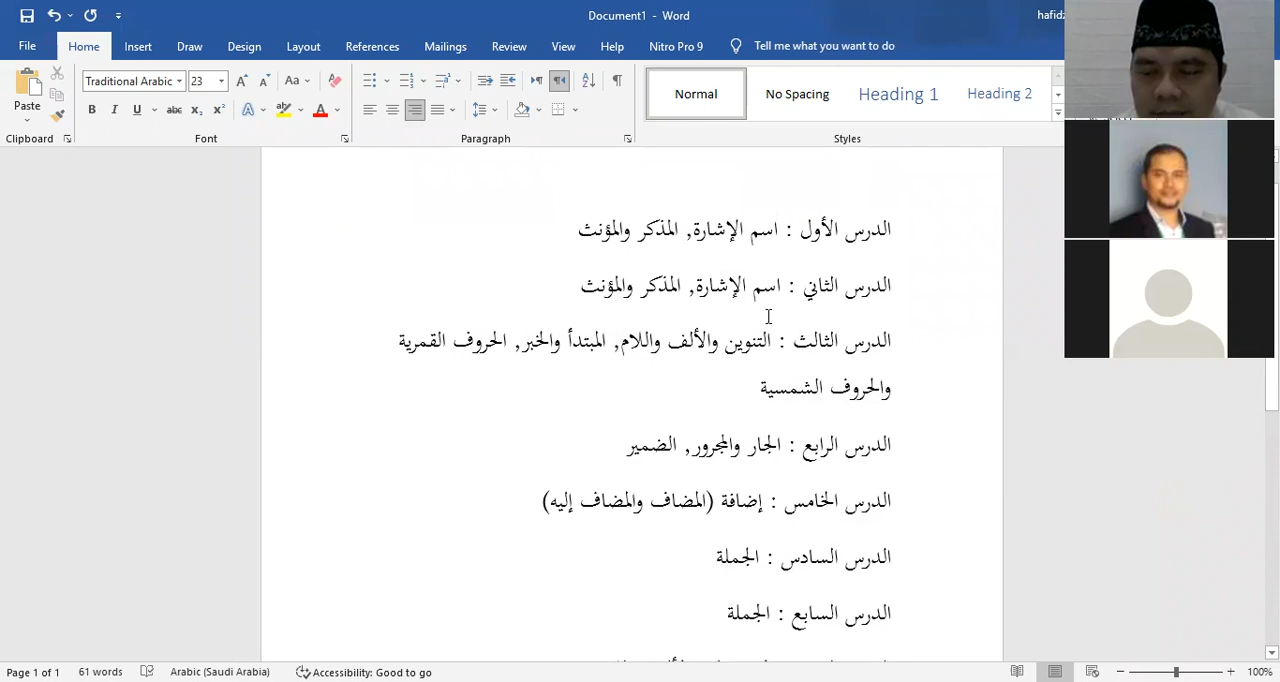 Document1 - Word
hafid
File Home Insert Draw Design Layout References Mailings Review View Help Nitro Pro 9 Tell me what you want to do
Paste
Traditional Arabic 23
Normal No Spacing Heading 1 Heading 2
Clipboard Font Paragraph Styles
الدرس الأول : اسم الإشارة, المذكر والمؤنث
الدرس الثاني : اسم الإشارة, المذكر والمؤنث
الدرس الثالث : التنوين والألف واللام, المبتدأ والخبر, الحروف القمرية
والحروف الشمسية
الدرس الرابع : الجار والمجرور, الضمير
الدرس الخامس : إضافة (المضاف والمضاف إليه)
الدرس السادس : الجملة
الدرس السابع : الجملة
Page 1 of 1 61 words Arabic (Saudi Arabia) Accessibility: Good to go 100%